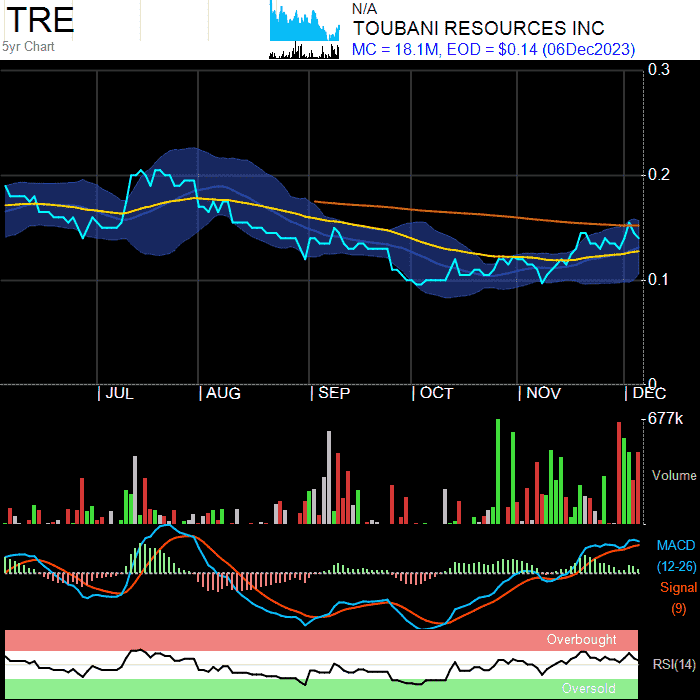 TRE
5yr Chart
N/A
TOUBANI RESOURCES INC
MC = 18.1M, EOD = $0.14 (06Dec2023)
0.3
0.2
0.1
0
JUL
AUG
SEP
OCT
NOV
DEC
677k
Volume
MACD
(12-26)
Signal
(9)
Overbought
RSI(14)
Oversold